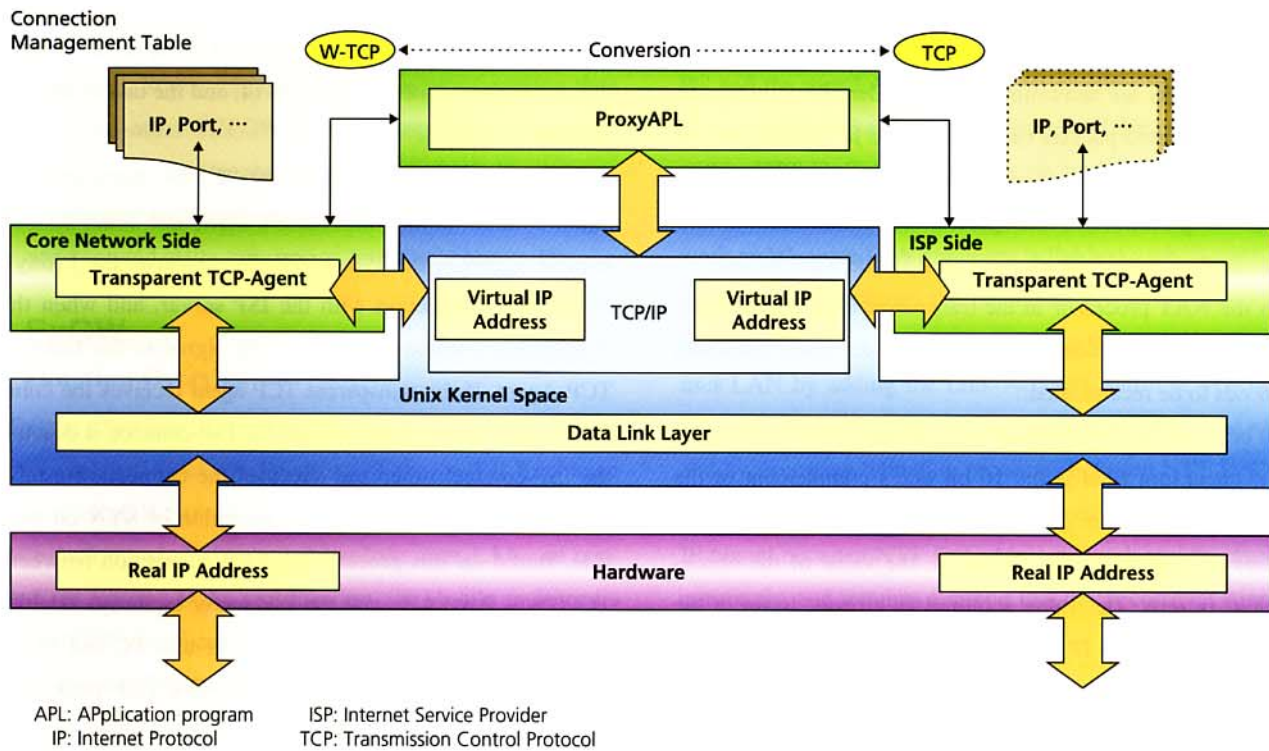 Connection
Management Table
W-TCP
Conversion
TCP
IP, Port, ···
ProxyAPL
IP, Port, ···
Core Network Side
Transparent TCP-Agent
Virtual IP
Address
TCP/IP
Virtual IP
Address
ISP Side
Transparent TCP-Agent
Unix Kernel Space
Data Link Layer
Real IP Address
Hardware
Real IP Address
APL: APpLication program
ISP: Internet Service Provider
IP: Internet Protocol
TCP: Transmission Control Protocol